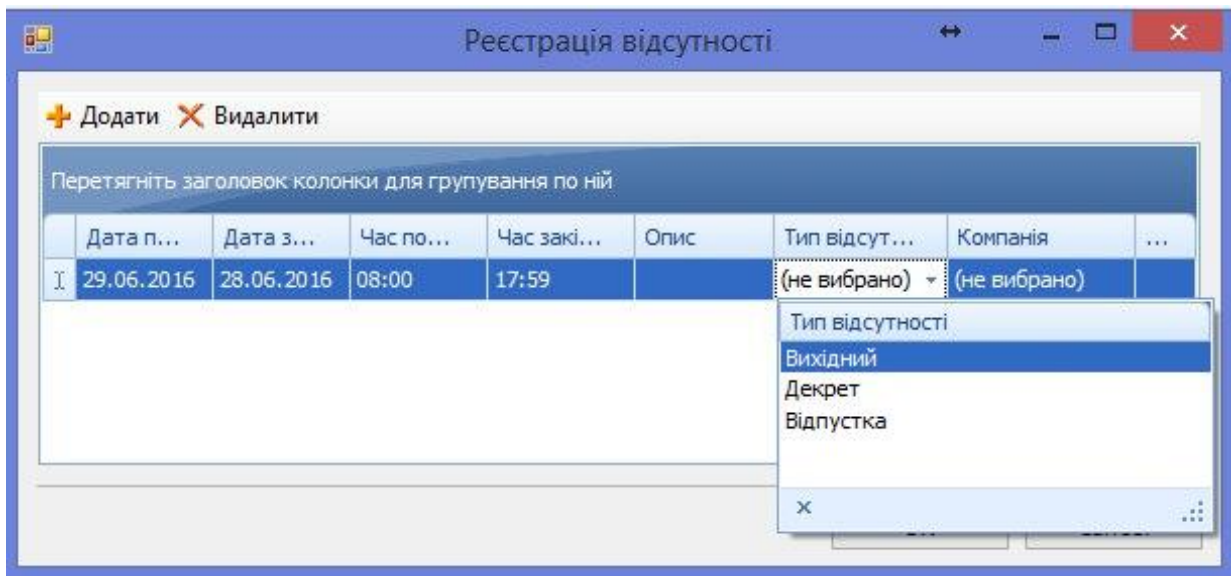 Реєстрація відсутності
Додати Видалити
Перетягніть заголовок колонки для групування по ній
Дата п... Дата з... Час по... Час закі... Опис Тип відсут... Компанія ...
29.06.2016 28.06.2016 08:00 17:59 (не вибрано) (не вибрано)
Тип відсутності
Вихідний
Декрет
Відпустка